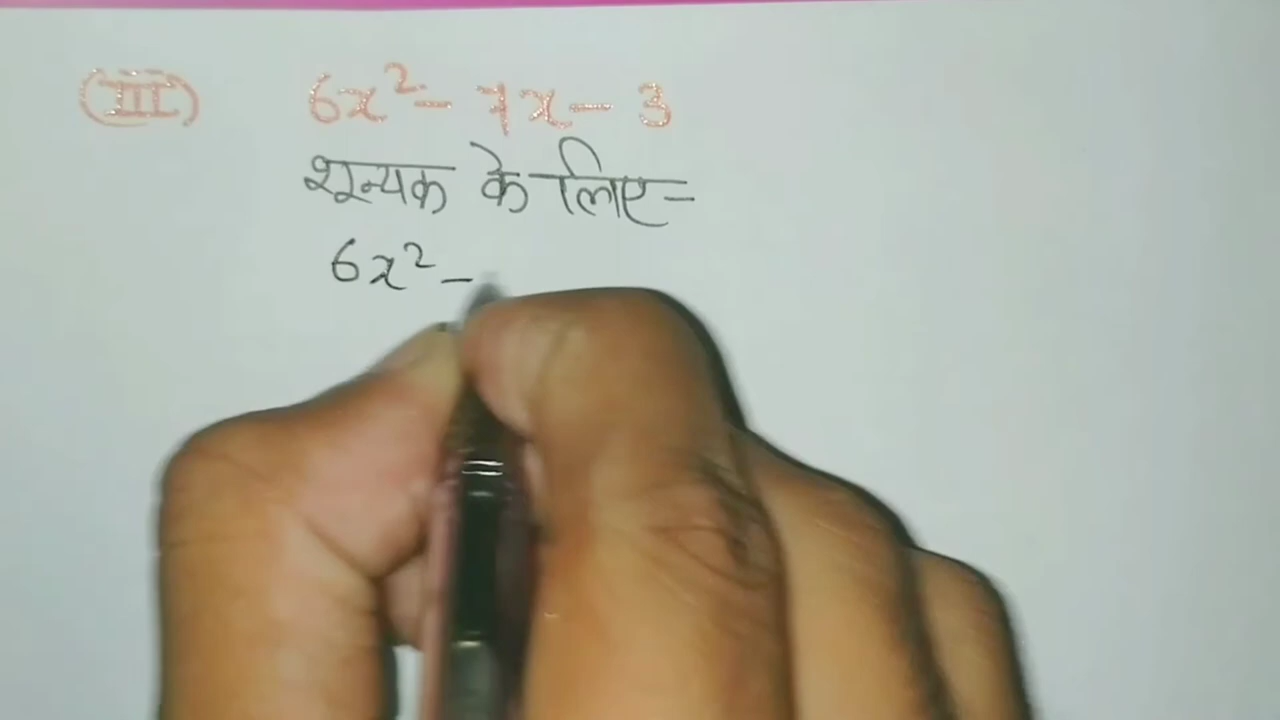 (III) 6x² - 7x - 3
शून्यक के लिए-
6x² -